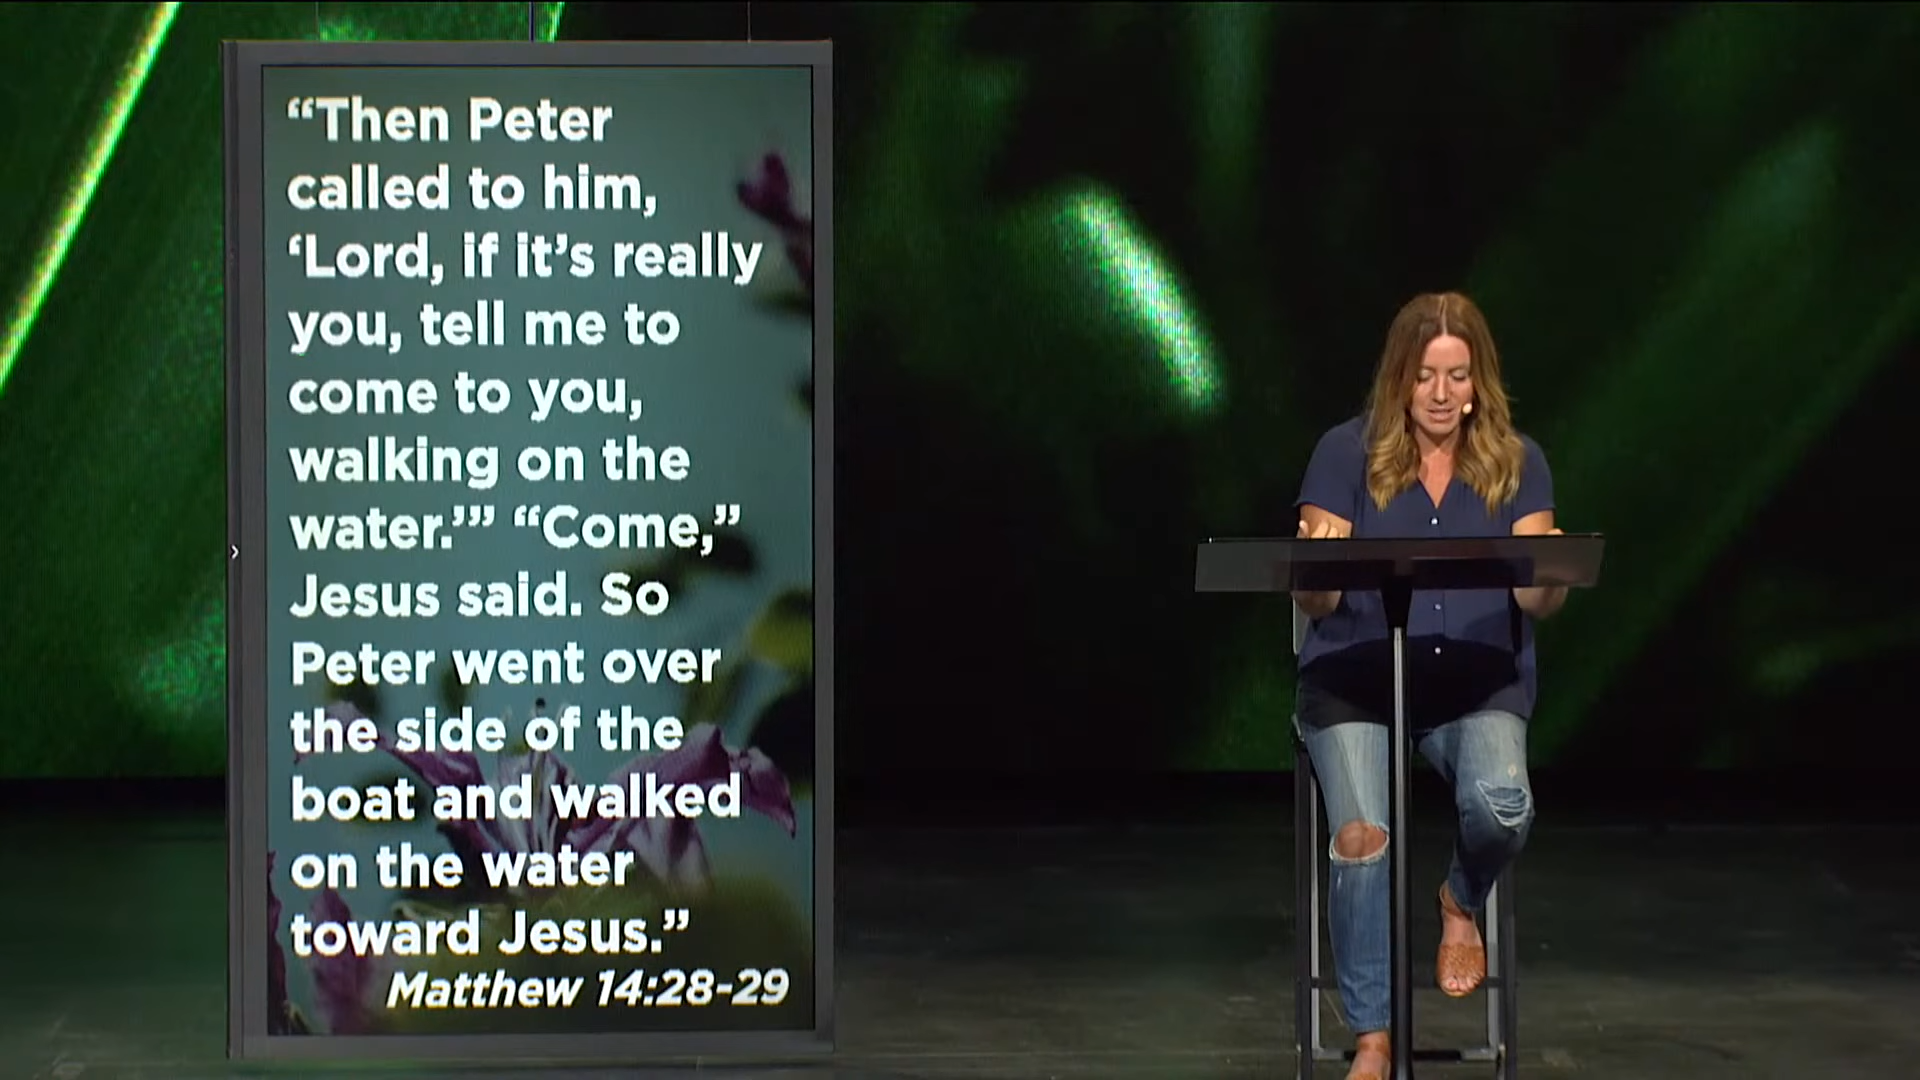 “Then Peter
called to him,
‘Lord, if it’s really
you, tell me to
come to you,
walking on the
water.’” “Come,”
Jesus said. So
Peter went over
the side of the
boat and walked
on the water
toward Jesus.”
Matthew 14:28-29